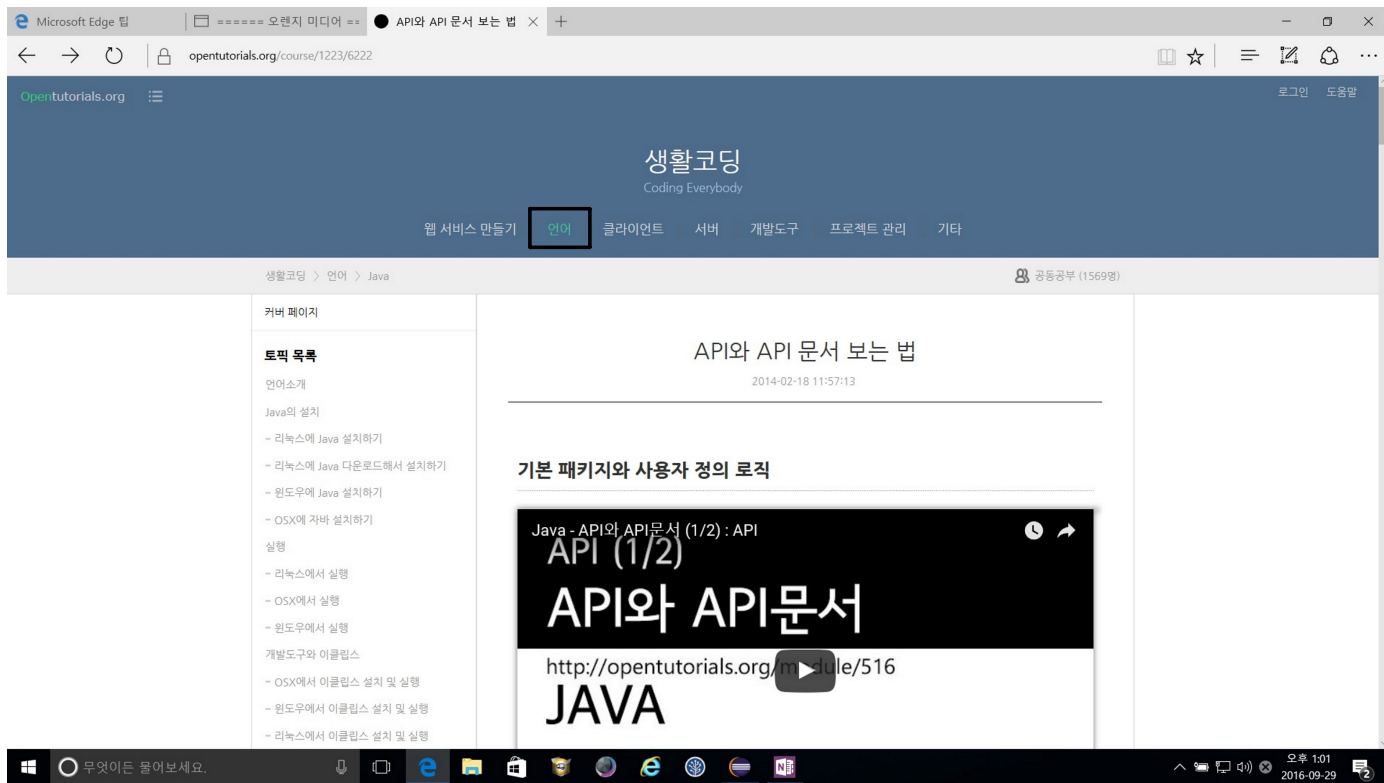 Microsoft Edge 팁
====== 오렌지 미디어 ==
API와 API 문서 보는 법
opentutorials.org/course/1223/6222
Opentutorials.org
로그인 도움말
생활코딩
Coding Everybody
웹 서비스 만들기 언어 클라이언트 서버 개발도구 프로젝트 관리 기타
생활코딩 > 언어 > Java
공동공부 (1569명)
커버 페이지
토픽 목록
언어소개
Java의 설치
- 리눅스에 Java 설치하기
- 리눅스에 Java 다운로드해서 설치하기
- 윈도우에 Java 설치하기
- OSX에 자바 설치하기
실행
- 리눅스에서 실행
- OSX에서 실행
- 윈도우에서 실행
개발도구와 이클립스
- OSX에서 이클립스 설치 및 실행
- 윈도우에서 이클립스 설치 및 실행
- 리눅스에서 이클립스 설치 및 실행
API와 API 문서 보는 법
2014-02-18 11:57:13
기본 패키지와 사용자 정의 로직
Java - API와 API문서 (1/2) : API
API (1/2)
API와 API문서
http://opentutorials.org/module/516
JAVA
무엇이든 물어보세요.
오후 1:01
2016-09-29
2